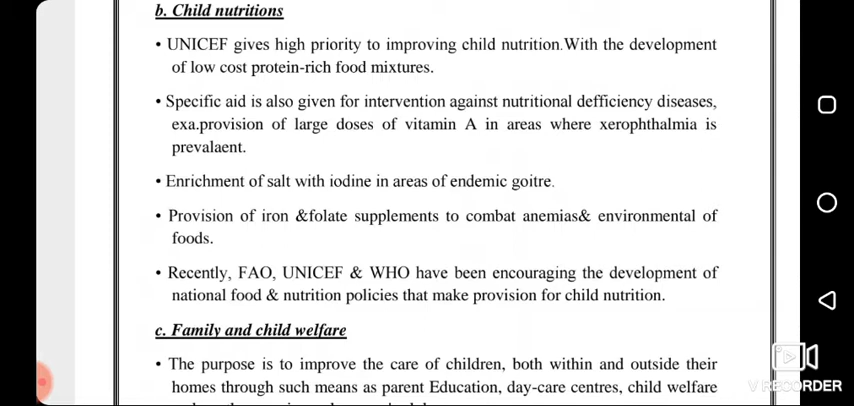 b. Child nutritions
• UNICEF gives high priority to improving child nutrition.With the development
of low cost protein-rich food mixtures.
• Specific aid is also given for intervention against nutritional defficiency diseases,
exa.provision of large doses of vitamin A in areas where xerophthalmia is
prevalaent.
• Enrichment of salt with iodine in areas of endemic goitre.
• Provision of iron &folate supplements to combat anemias& environmental of
foods.
• Recently, FAO, UNICEF & WHO have been encouraging the development of
national food & nutrition policies that make provision for child nutrition.
c. Family and child welfare
• The purpose is to improve the care of children, both within and outside their
homes through such means as parent Education, day-care centres, child welfare
V RECORDER